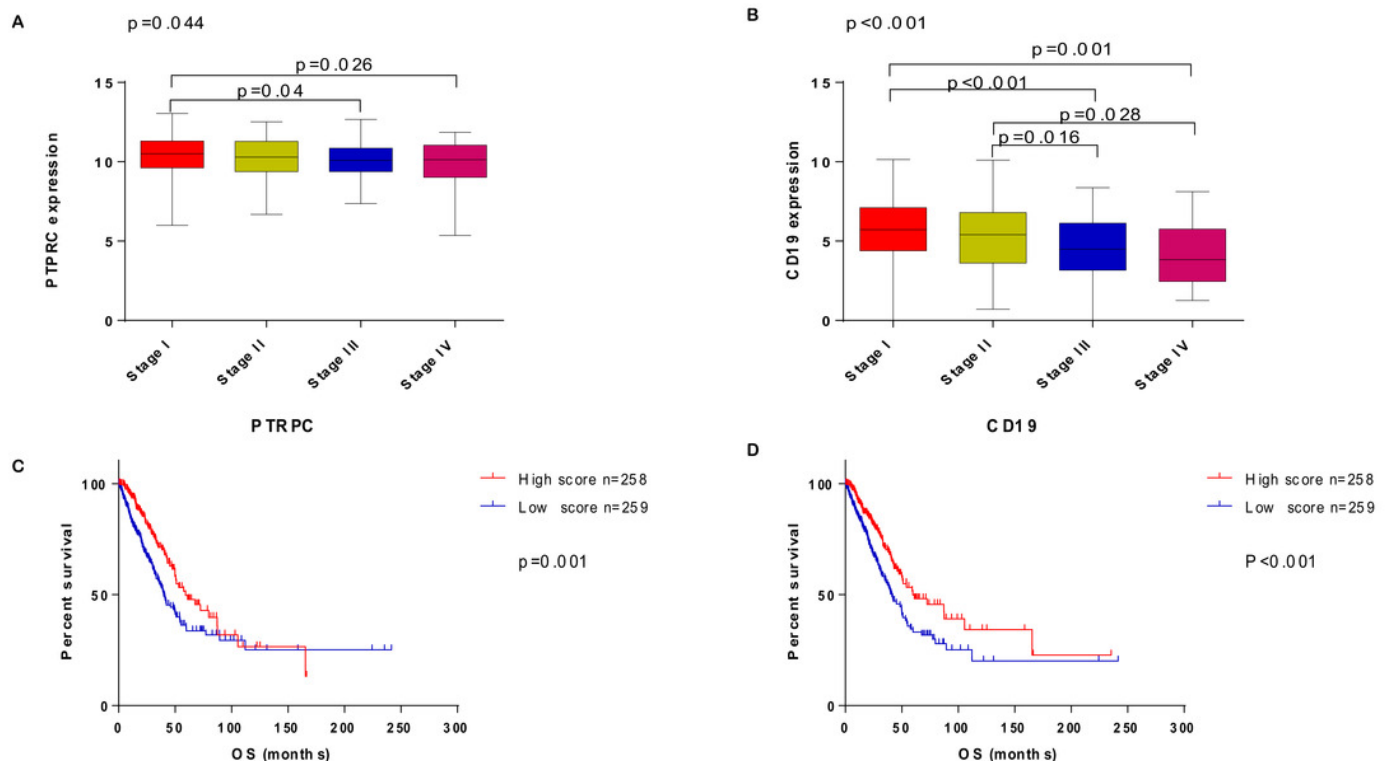 A
p=0.044
p=0.026
p=0.04
15
10
5
0
PTPRC expression
Stage I
Stage II
Stage III
Stage IV
B
p<0.001
p=0.001
p<0.001
p=0.028
p=0.016
15
10
5
0
CD19 expression
Stage I
Stage II
Stage III
Stage IV
C
PTRPC
100
50
0
Percent survival
0 50 100 150 200 250 300
OS (months)
High score n=258
Low score n=259
p=0.001
D
CD19
100
50
0
Percent survival
0 50 100 150 200 250 300
OS (months)
High score n=258
Low score n=259
P<0.001